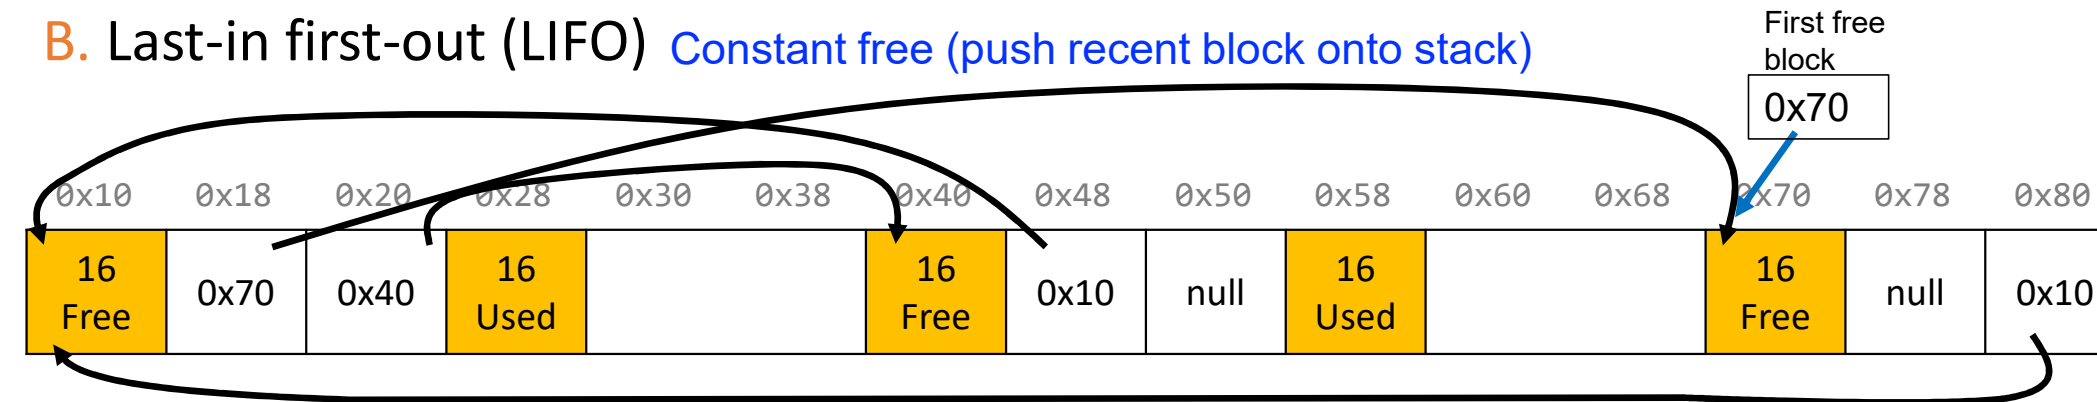 B. Last-in first-out (LIFO) Constant free (push recent block onto stack)
First free
block
0x70
0x10 0x18 0x20 0x28 0x30 0x38 0x40 0x48 0x50 0x58 0x60 0x68 0x70 0x78 0x80
16 Free 0x70 0x40 16 Used 16 Free 0x10 null 16 Used 16 Free null 0x10